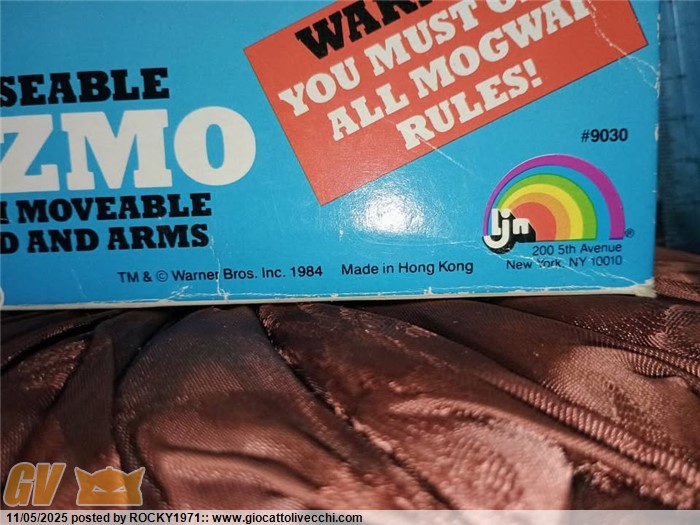 SEABLE
ZMO
MOVEABLE
D AND ARMS
YOU MUST
ALL MOGWAI
RULES!
#9030
ljn
®
200 5th Avenue
New York, NY 10010
TM & © Warner Bros. Inc. 1984 Made in Hong Kong
GV
11/05/2025 posted by ROCKY1971:: www.giocattolivecchi.com